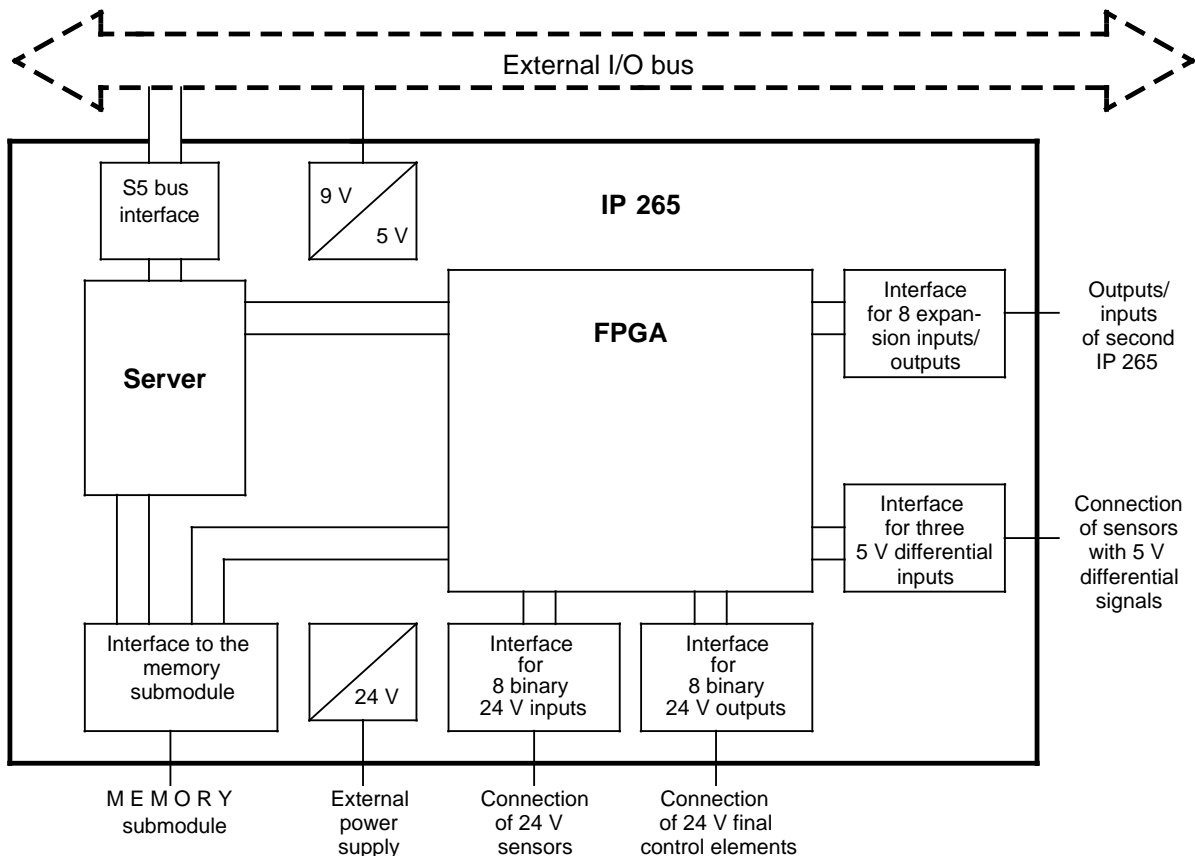 External I/O bus
S5 bus
interface
9 V
5 V
IP 265
Server
FPGA
Interface
for 8 expan-
sion inputs/
outputs
Outputs/
inputs
of second
IP 265
Interface
for three
5 V differential
inputs
Connection
of sensors
with 5 V
differential
signals
Interface to the
memory
submodule
24 V
Interface
for
8 binary
24 V inputs
Interface
for
8 binary
24 V outputs
M E M O R Y
submodule
External
power
supply
Connection
of 24 V
sensors
Connection
of 24 V final
control elements